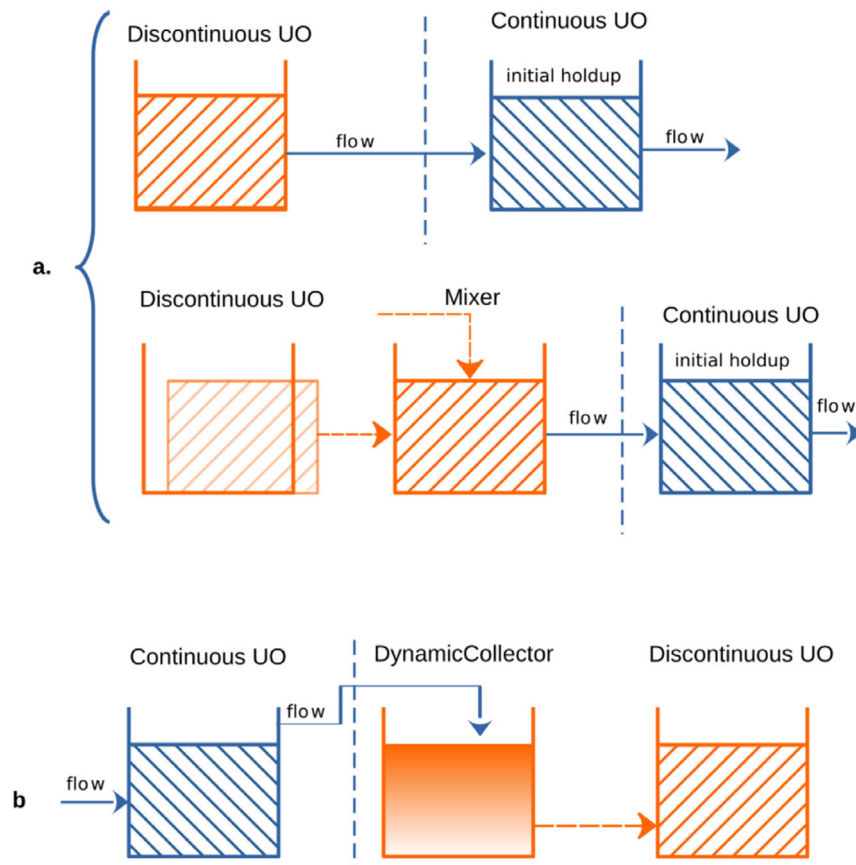 Discontinuous UO
Continuous UO
initial holdup
flow
flow
a.
Discontinuous UO
Mixer
Continuous UO
initial holdup
flow
flow
Continuous UO
DynamicCollector
Discontinuous UO
flow
flow
b